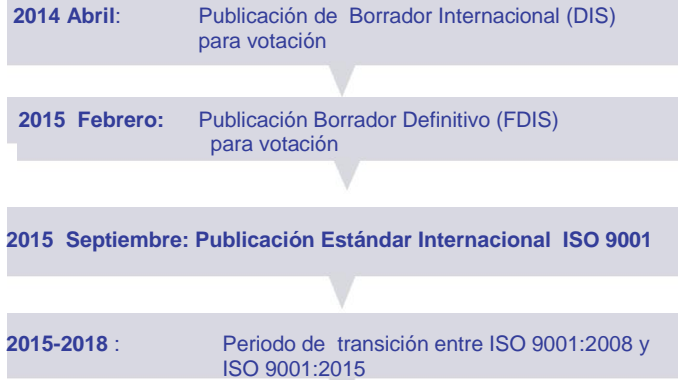 2014 Abril: Publicación de Borrador Internacional (DIS)
para votación
2015 Febrero: Publicación Borrador Definitivo (FDIS)
para votación
2015 Septiembre: Publicación Estándar Internacional ISO 9001
2015-2018 : Periodo de transición entre ISO 9001:2008 y
ISO 9001:2015